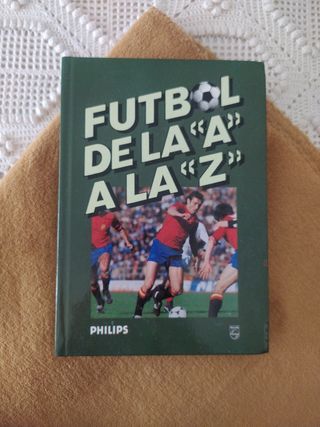 FUTBOL
DE LA "A"
A LA "Z"
PHILIPS